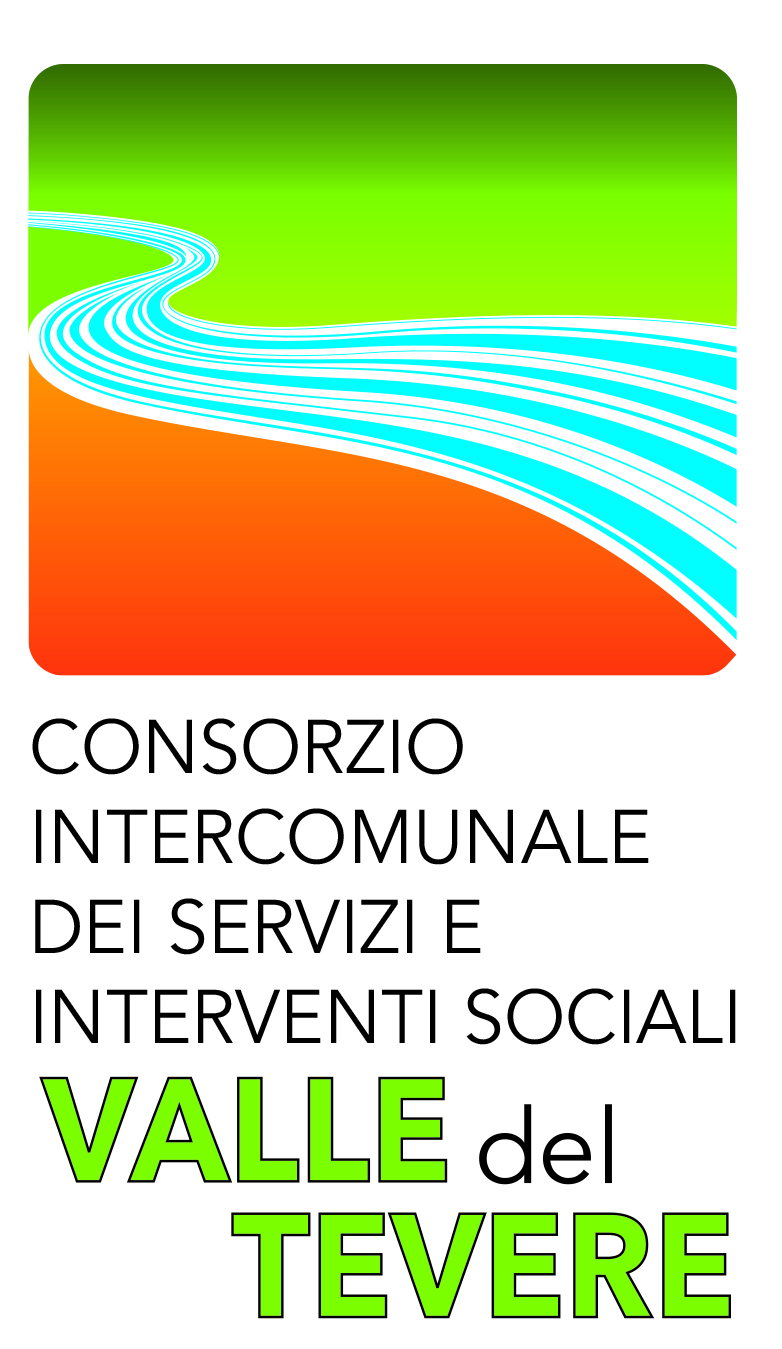 CONSORZIO
INTERCOMUNALE
DEI SERVIZI E
INTERVENTI SOCIALI
VALLE del
TEVERE